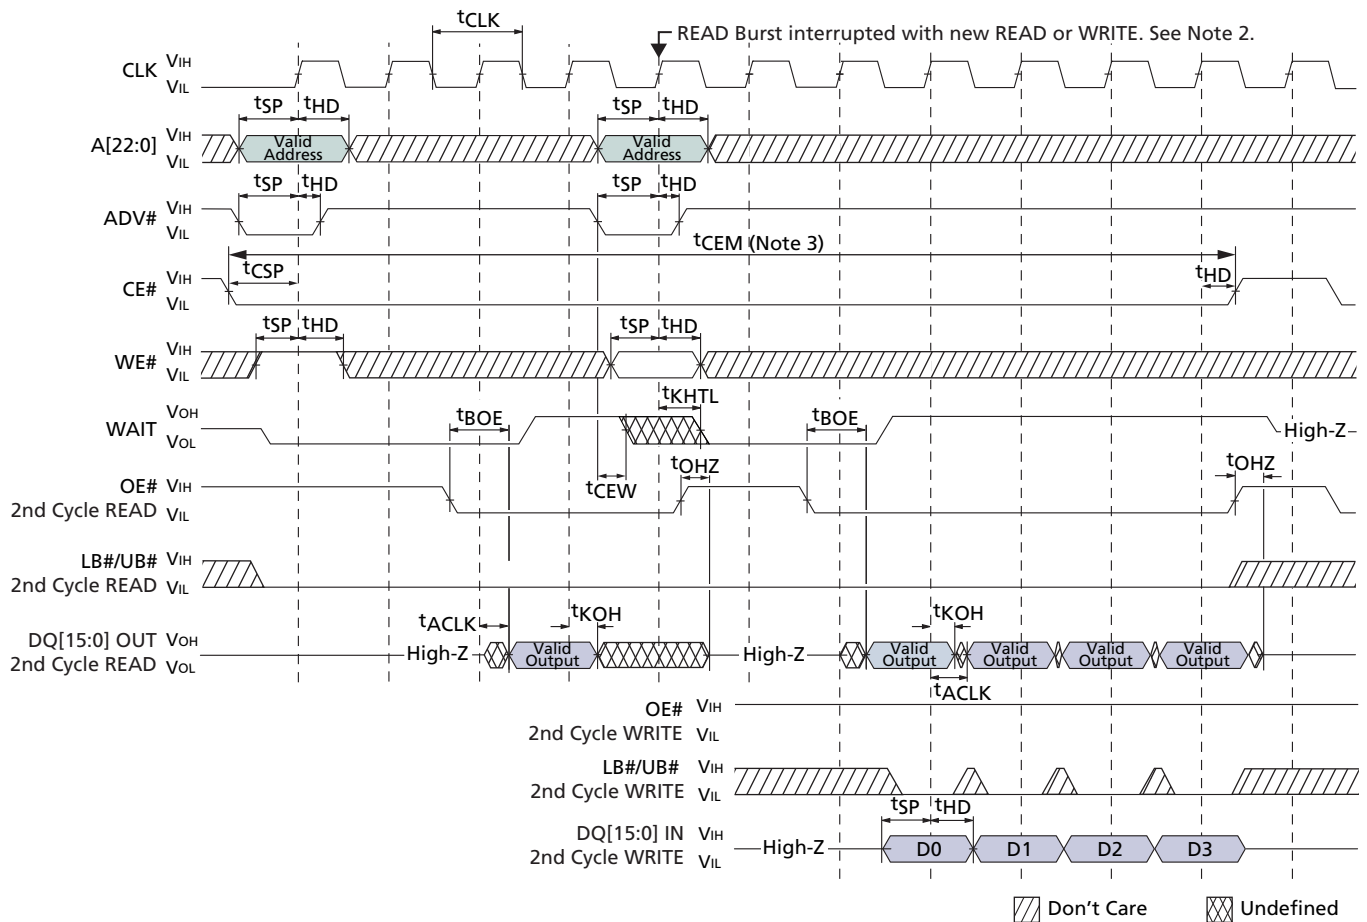 tCLK
READ Burst interrupted with new READ or WRITE. See Note 2.
CLK VIH
VIL
tSP tHD tSP tHD
A[22:0] VIH
VIL
Valid Address Valid Address
tSP tHD tSP tHD
ADV# VIH
VIL
tCEM (Note 3)
CE# VIH
VIL
tCSP tHD
tSP tHD tSP tHD
WE# VIH
VIL
tKHTL
WAIT VOH
VOL
tBOE tBOE
High-Z
tCEW tOHZ tOHZ
OE# VIH
2nd Cycle READ VIL
LB#/UB# VIH
2nd Cycle READ VIL
tACLK tKOH tKOH
DQ[15:0] OUT VOH
2nd Cycle READ VOL
High-Z Valid Output High-Z Valid Output Valid Output Valid Output Valid Output
tACLK
OE# VIH
2nd Cycle WRITE VIL
LB#/UB# VIH
2nd Cycle WRITE VIL
tSP tHD
DQ[15:0] IN VIH
2nd Cycle WRITE VIL
High-Z D0 D1 D2 D3
Don't Care Undefined